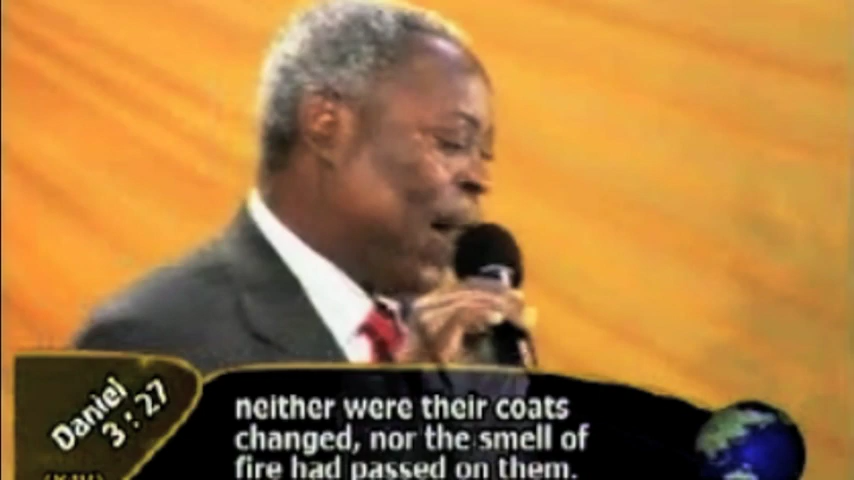 Daniel
3:27
neither were their coats
changed, nor the smell of
fire had passed on them.